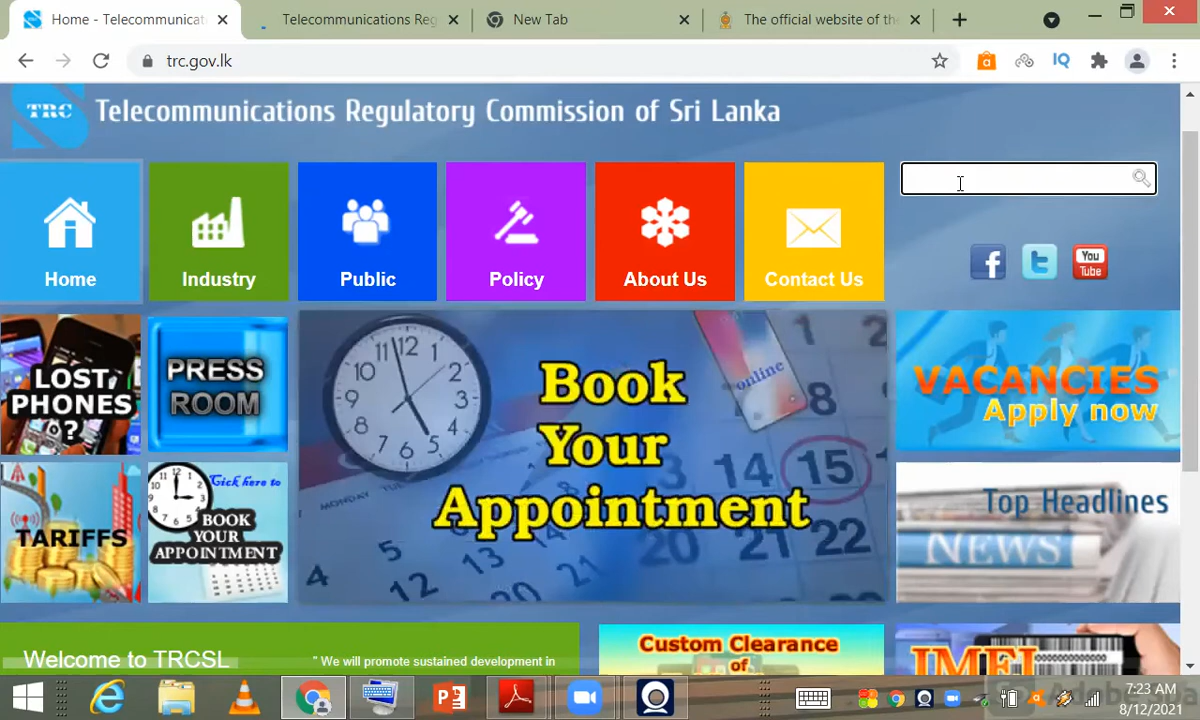 Home - Telecommunicat
Telecommunications Reg
New Tab
The official website of the
trc.gov.lk
IQ
TRC
Telecommunications Regulatory Commission of Sri Lanka
Home
Industry
Public
Policy
About Us
Contact Us
f
t
You
Tube
LOST
PHONES
?
PRESS
ROOM
TARIFFS
Click here to
BOOK
YOUR
APPOINTMENT
Book
Your
Appointment
online
VACANCIES
Apply now
Top Headlines
NEWS
Welcome to TRCSL
" We will promote sustained development in
Custom Clearance
of
IMEI
7:23 AM
8/12/2021